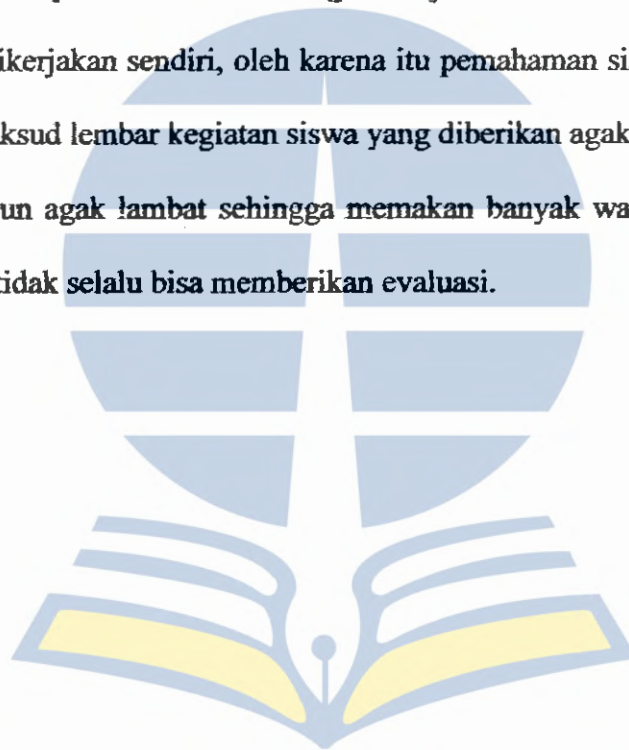 ikerjakan sendiri, oleh karena itu pemahaman si
ksud lembar kegiatan siswa yang diberikan agak
un agak lambat sehingga memakan banyak wa
tidak selalu bisa memberikan evaluasi.